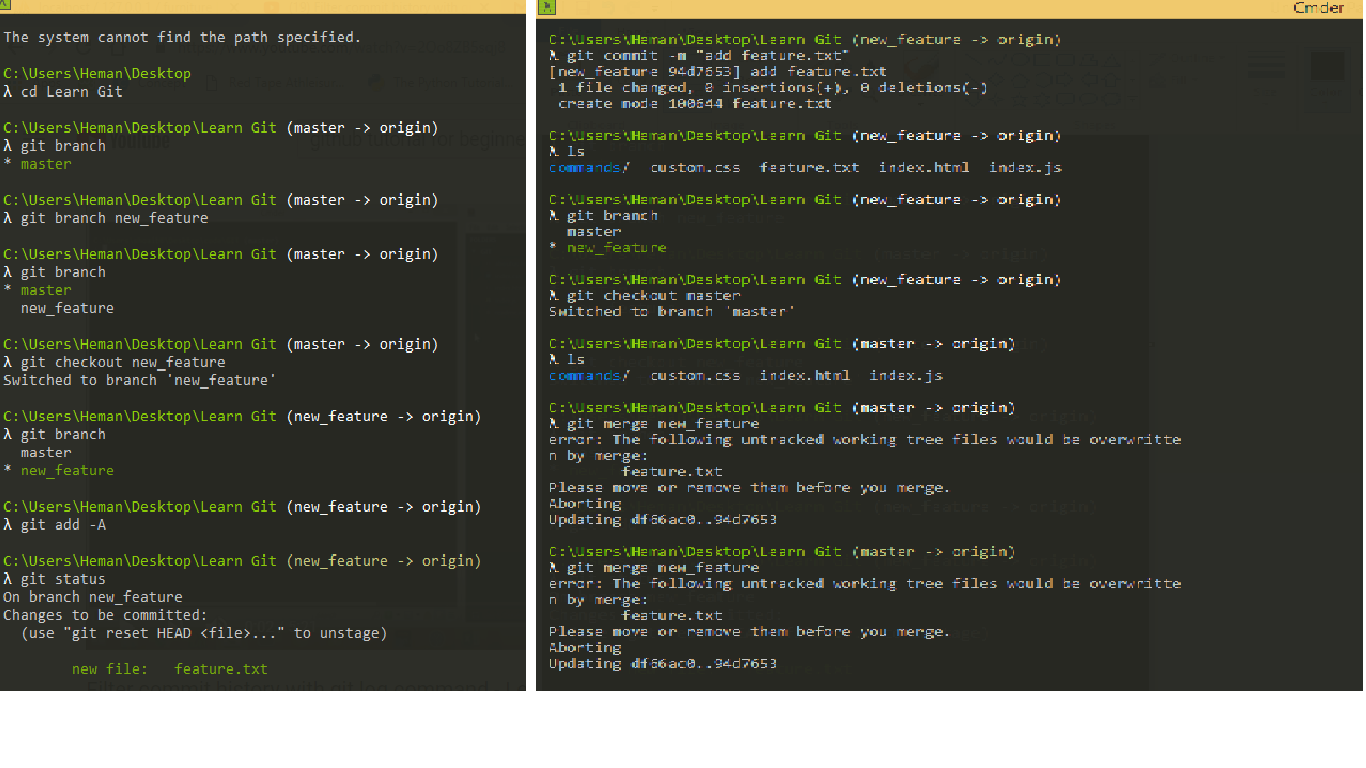 The system cannot find the path specified.
C:\Users\Heman\Desktop
λ cd Learn Git
C:\Users\Heman\Desktop\Learn Git (master -> origin)
λ git branch
* master
C:\Users\Heman\Desktop\Learn Git (master -> origin)
λ git branch new_feature
C:\Users\Heman\Desktop\Learn Git (master -> origin)
λ git branch
* master
new_feature
C:\Users\Heman\Desktop\Learn Git (master -> origin)
λ git checkout new_feature
Switched to branch 'new_feature'
C:\Users\Heman\Desktop\Learn Git (new_feature -> origin)
λ git branch
master
* new_feature
C:\Users\Heman\Desktop\Learn Git (new_feature -> origin)
λ git add -A
C:\Users\Heman\Desktop\Learn Git (new_feature -> origin)
λ git status
On branch new_feature
Changes to be committed:
(use "git reset HEAD <file>..." to unstage)
new file:   feature.txt
Cmder
C:\Users\Heman\Desktop\Learn Git (new_feature -> origin)
λ git commit -m "add feature.txt"
[new_feature 94d7653] add feature.txt
1 file changed, 0 insertions(+), 0 deletions(-)
create mode 100644 feature.txt
C:\Users\Heman\Desktop\Learn Git (new_feature -> origin)
λ ls
commands/  custom.css  feature.txt  index.html  index.js
C:\Users\Heman\Desktop\Learn Git (new_feature -> origin)
λ git branch
master
* new_feature
C:\Users\Heman\Desktop\Learn Git (new_feature -> origin)
λ git checkout master
Switched to branch 'master'
C:\Users\Heman\Desktop\Learn Git (master -> origin)
λ ls
commands/  custom.css  index.html  index.js
C:\Users\Heman\Desktop\Learn Git (master -> origin)
λ git merge new_feature
error: The following untracked working tree files would be overwritte
n by merge:
feature.txt
Please move or remove them before you merge.
Aborting
Updating df66ac0..94d7653
C:\Users\Heman\Desktop\Learn Git (master -> origin)
λ git merge new_feature
error: The following untracked working tree files would be overwritte
n by merge:
feature.txt
Please move or remove them before you merge.
Aborting
Updating df66ac0..94d7653